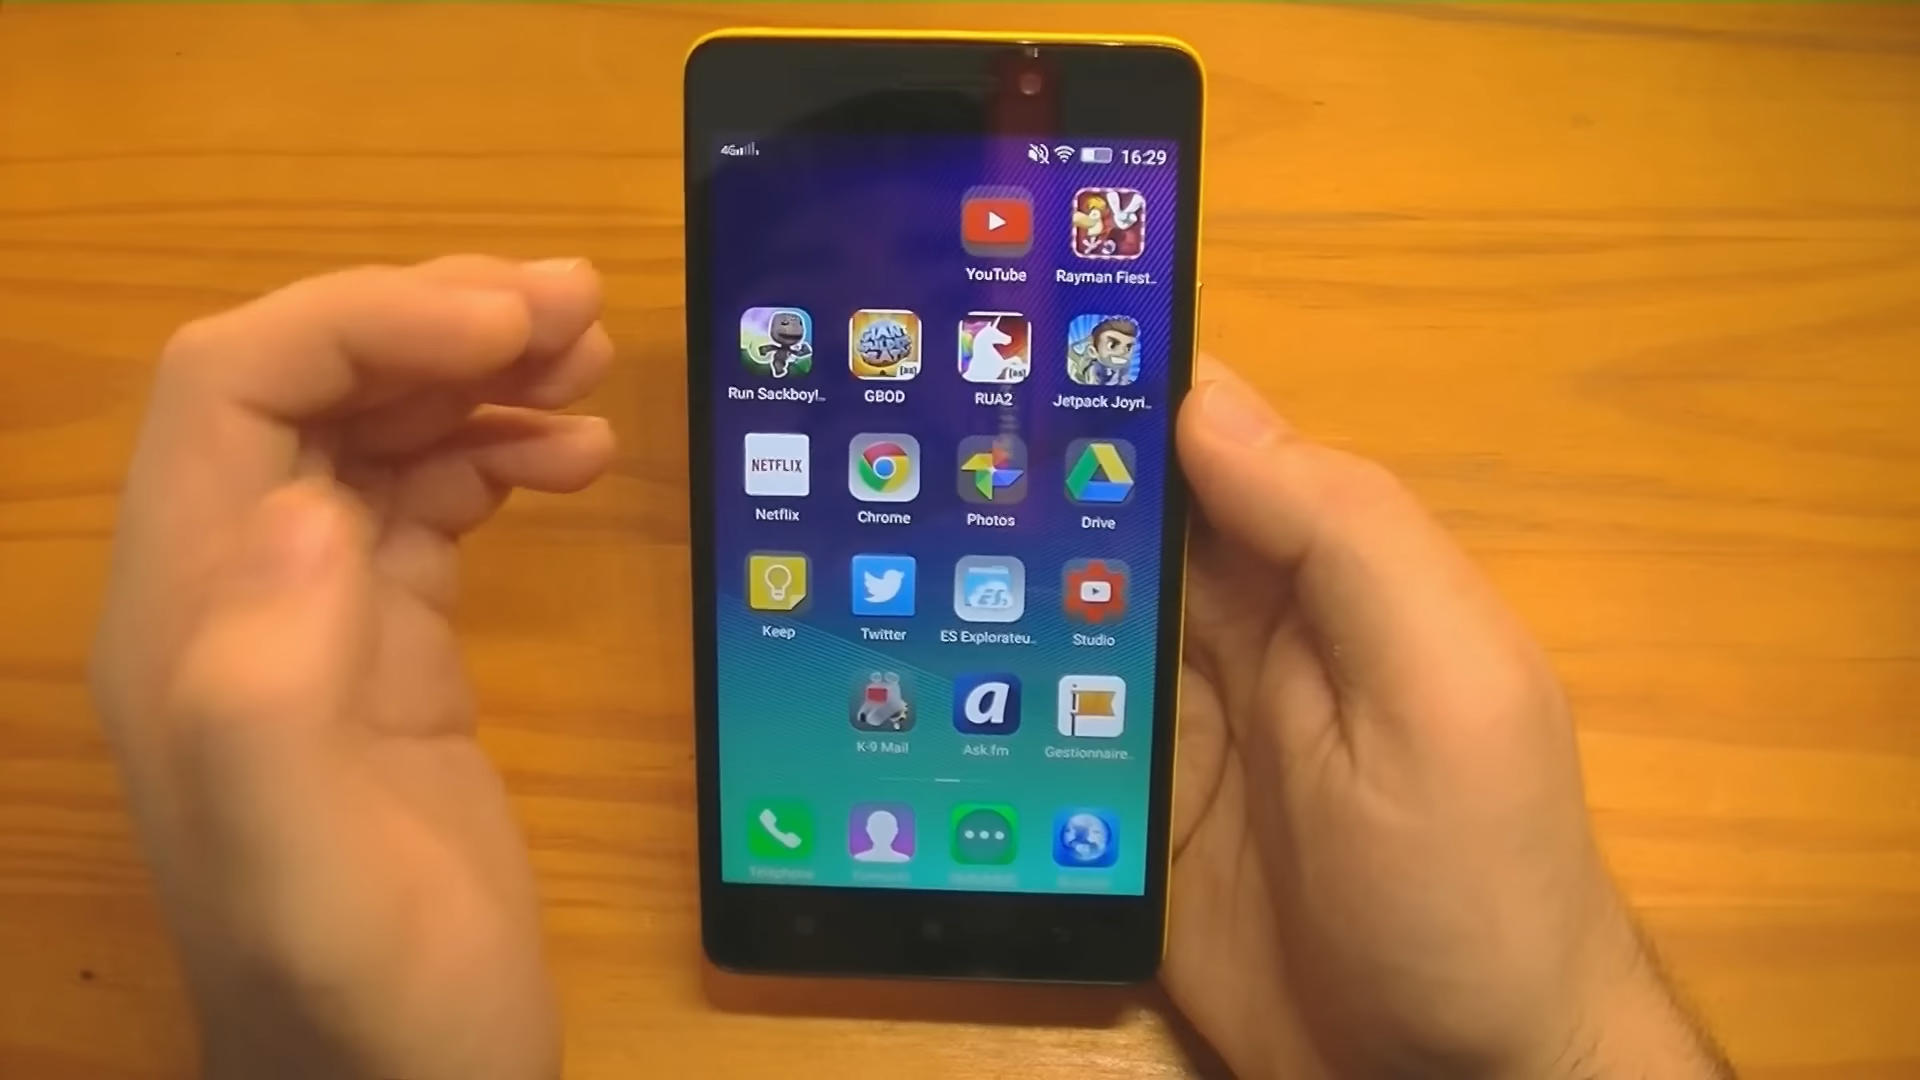 4G 16:29
YouTube Rayman Fiest..
Run Sackboy!.. GBOD RUA2 Jetpack Joyri..
NETFLIX
Netflix Chrome Photos Drive
Keep Twitter ES Explorateu.. Studio
a
K-9 Mail Ask.fm Gestionnaire..
Téléphone